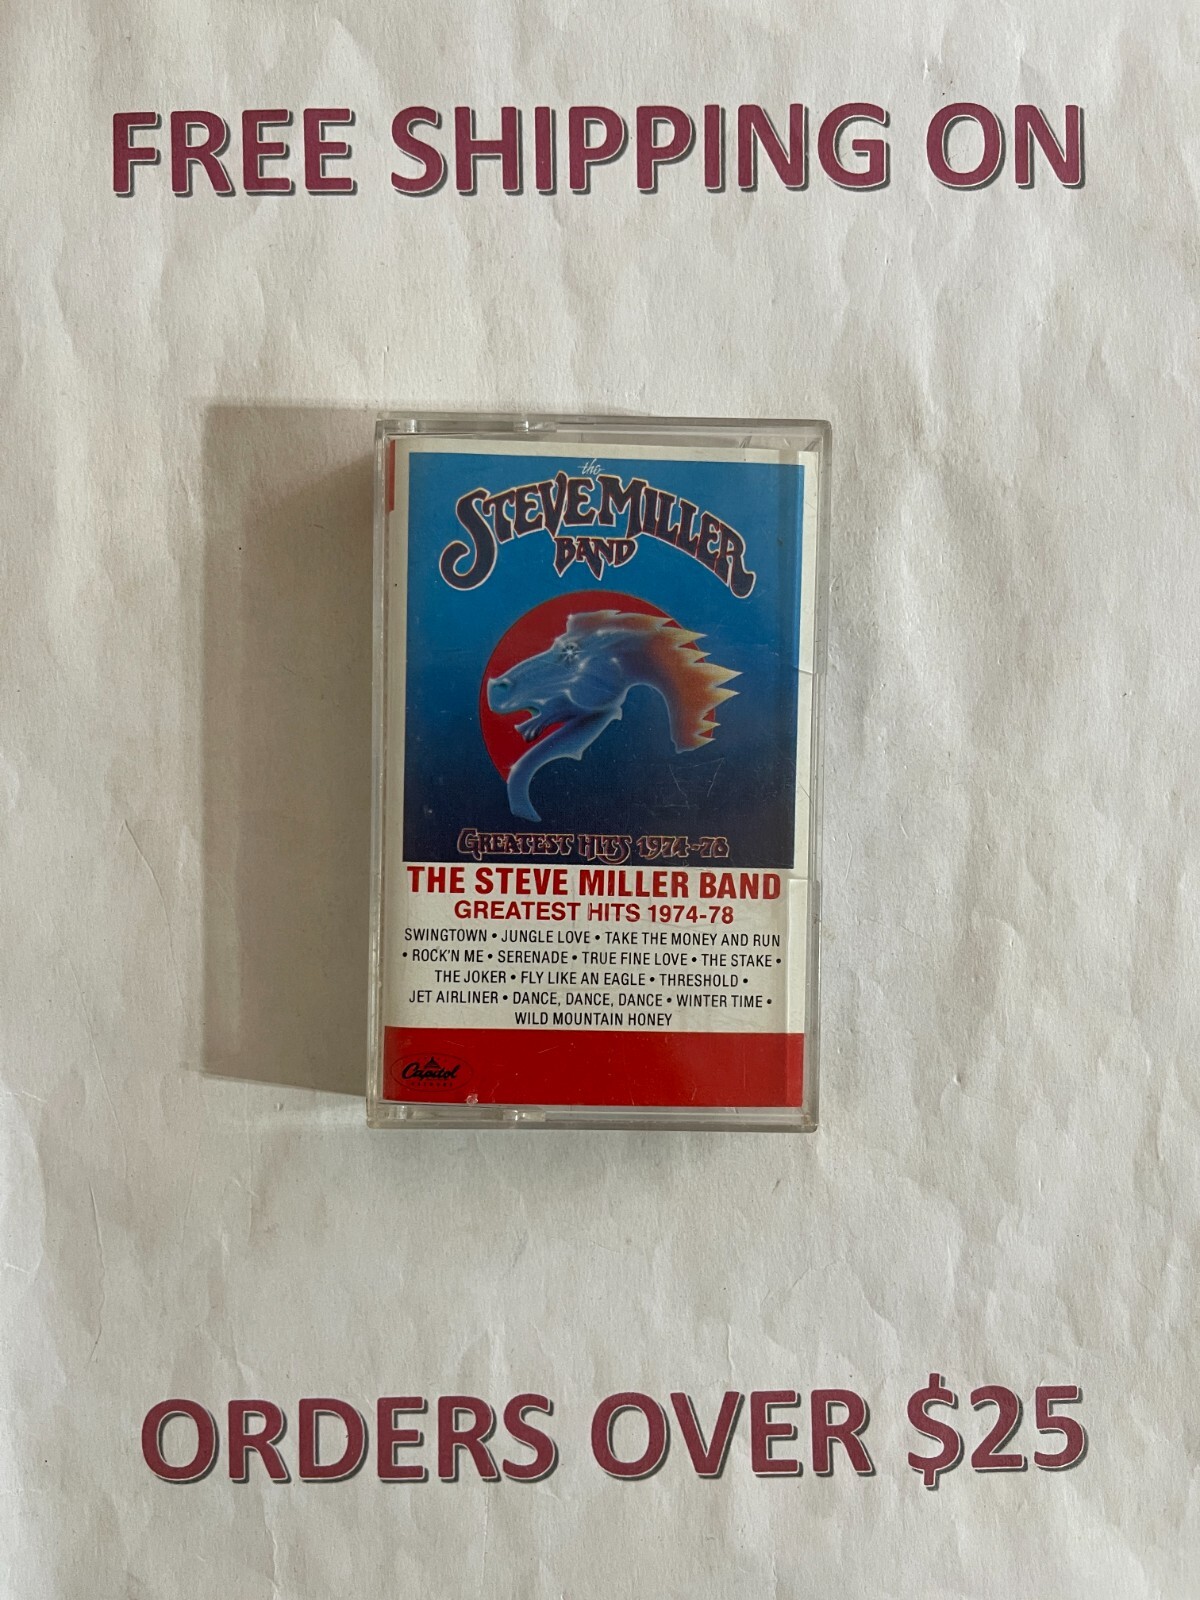 FREE SHIPPING ON
the
STEVE MILLER
BAND
GREATEST HITS 1974-78
THE STEVE MILLER BAND
GREATEST HITS 1974-78
SWINGTOWN • JUNGLE LOVE • TAKE THE MONEY AND RUN
• ROCK'N ME • SERENADE • TRUE FINE LOVE • THE STAKE •
THE JOKER • FLY LIKE AN EAGLE • THRESHOLD •
JET AIRLINER • DANCE, DANCE, DANCE • WINTER TIME •
WILD MOUNTAIN HONEY
Capitol
ORDERS OVER $25